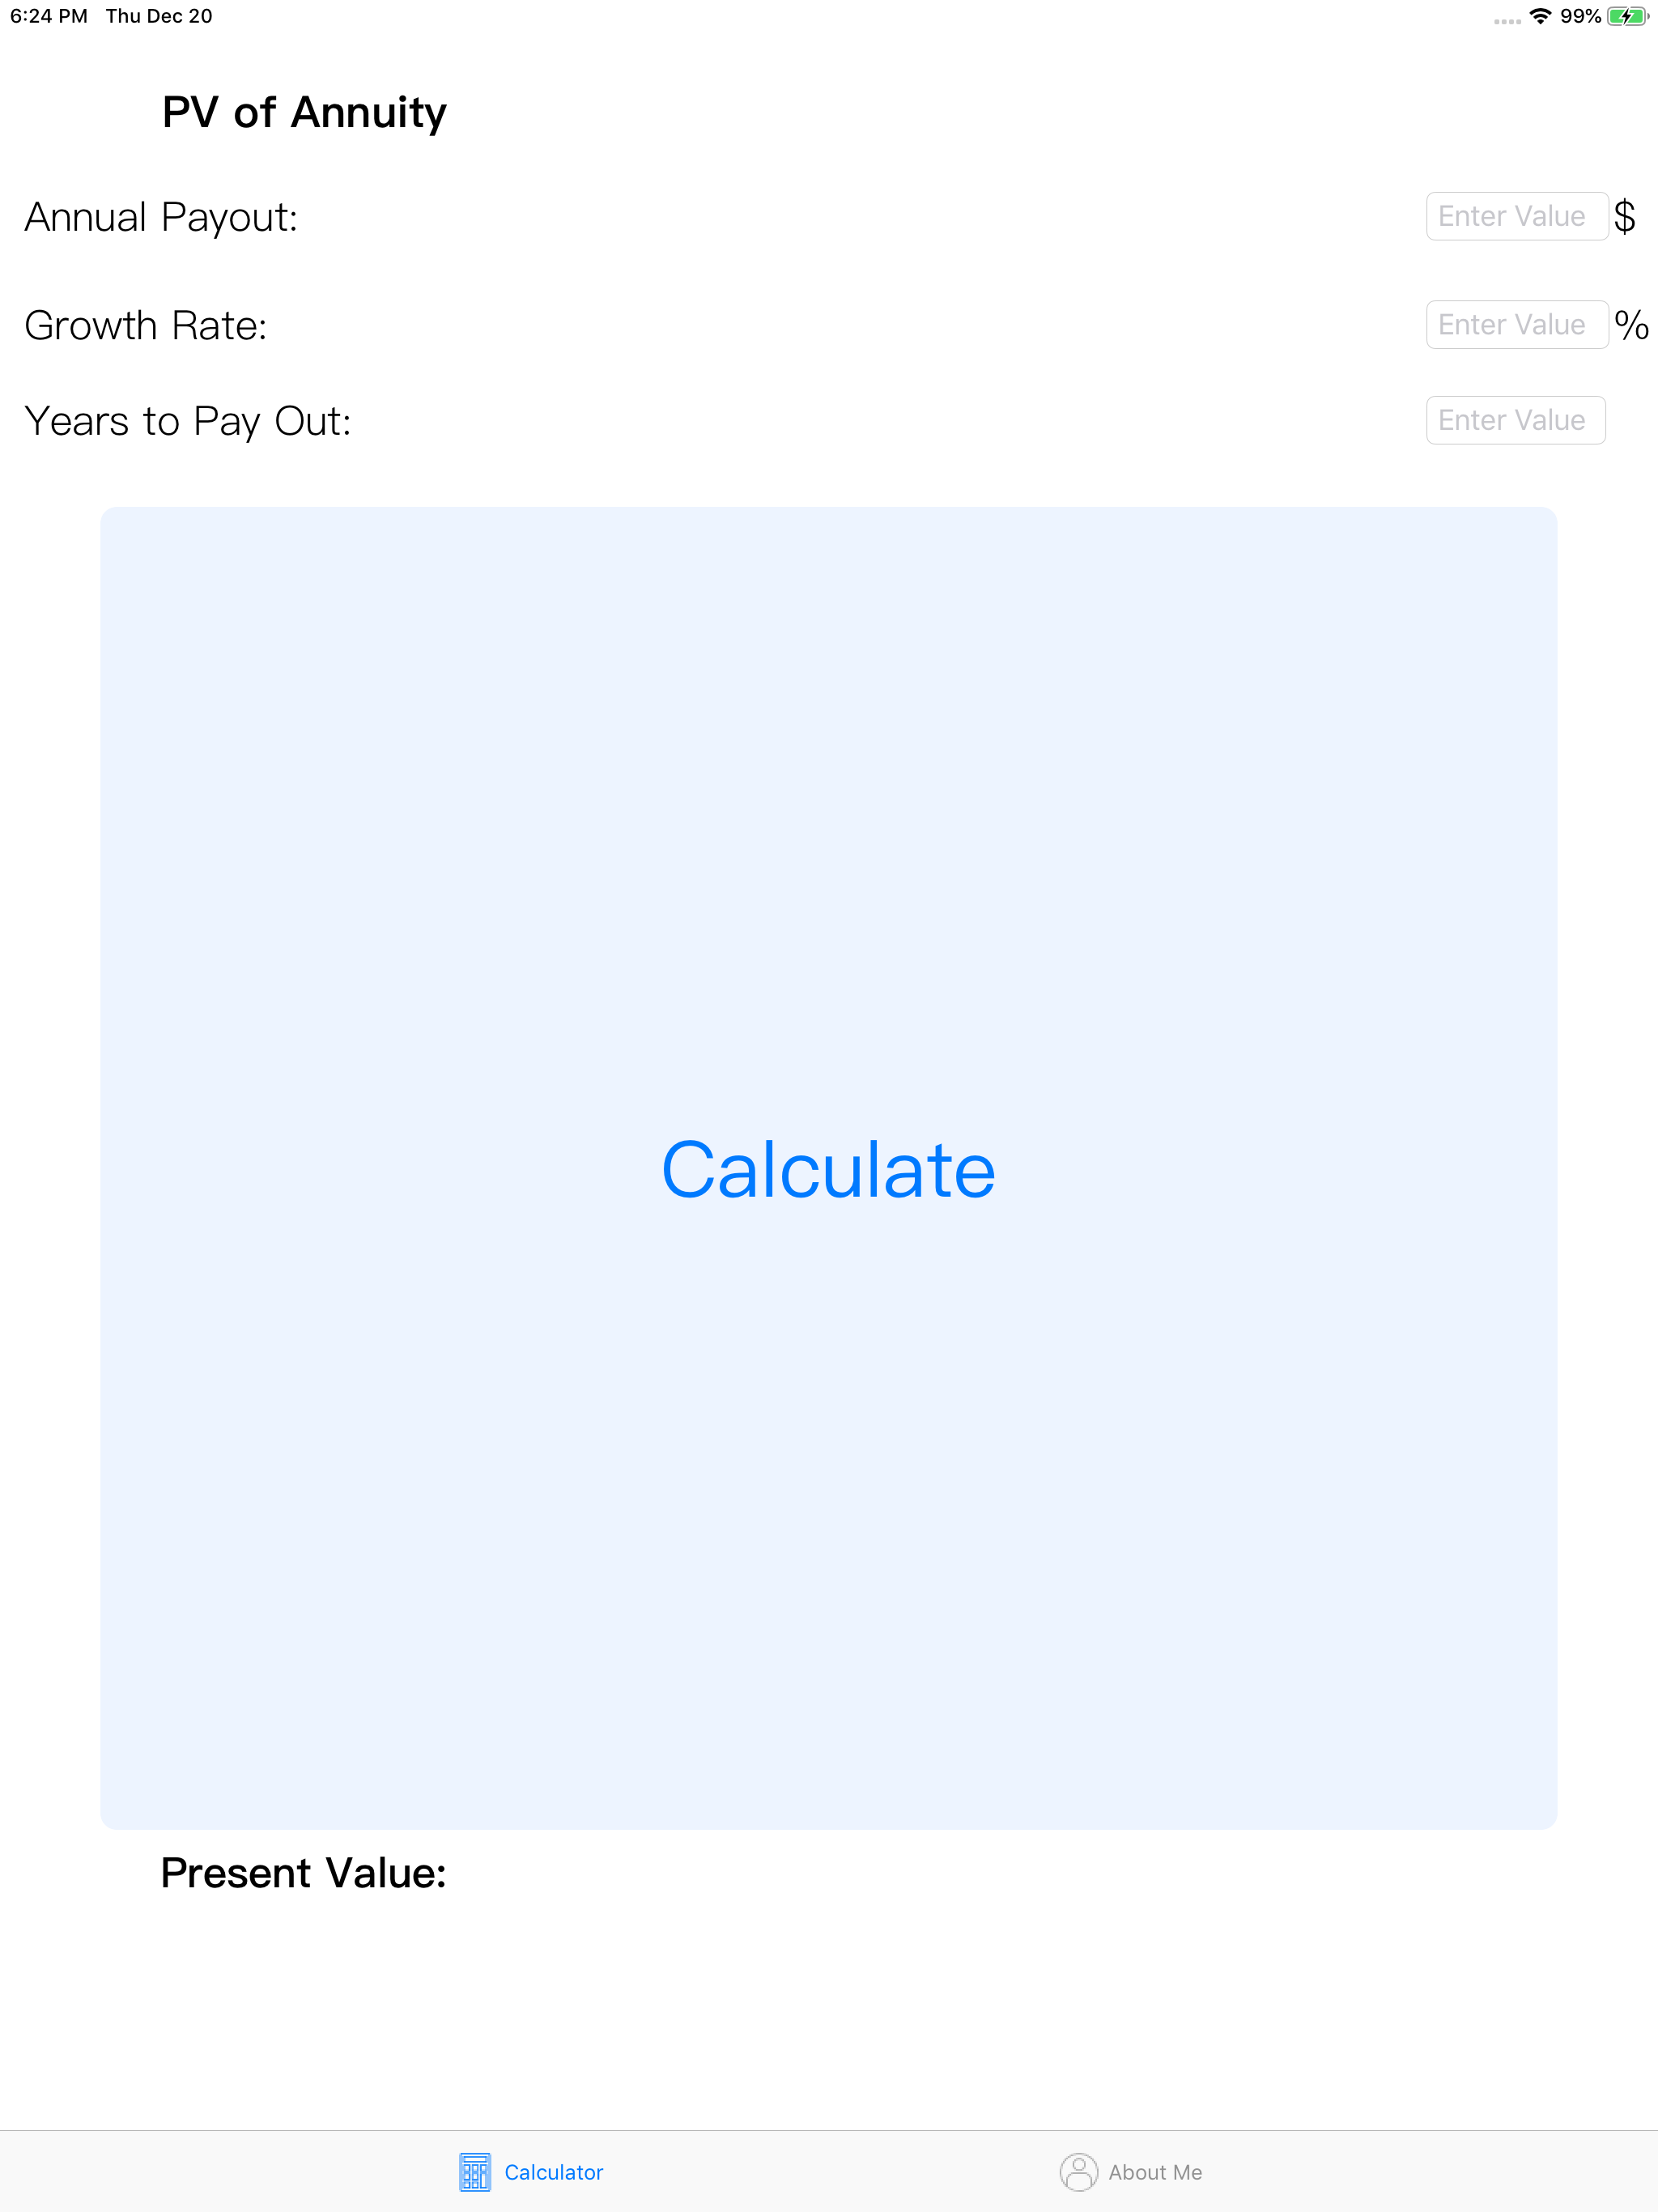 6:24 PM Thu Dec 20 99%
PV of Annuity
Annual Payout: Enter Value $
Growth Rate: Enter Value %
Years to Pay Out: Enter Value
Calculate
Present Value:
Calculator About Me